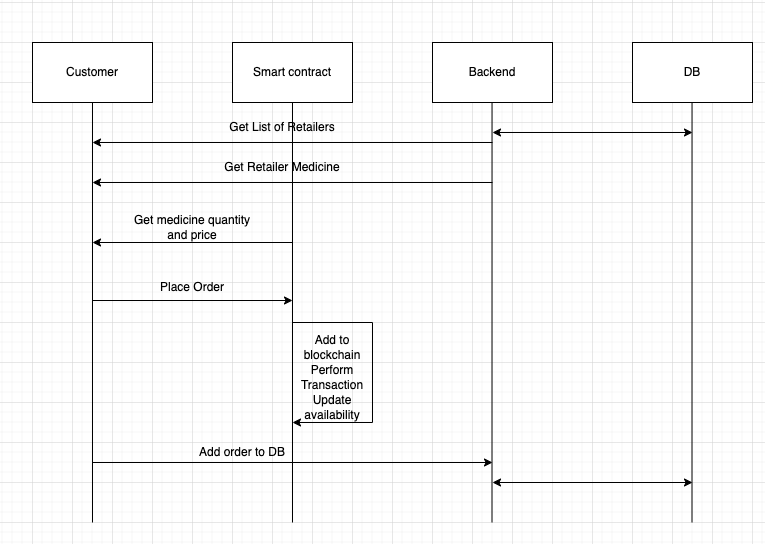 Customer
Smart contract
Backend
DB
Get List of Retailers
Get Retailer Medicine
Get medicine quantity
and price
Place Order
Add to
blockchain
Perform
Transaction
Update
availability
Add order to DB